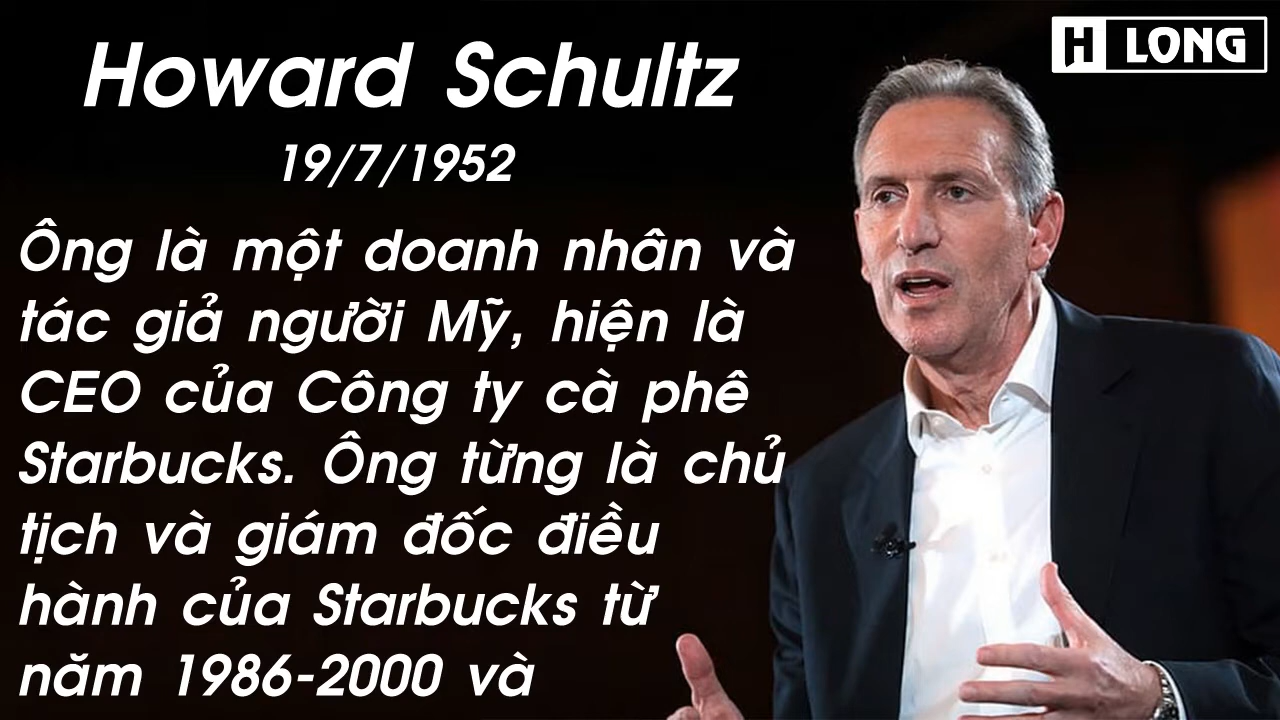 H LONG
Howard Schultz
19/7/1952
Ông là một doanh nhân và
tác giả người Mỹ, hiện là
CEO của Công ty cà phê
Starbucks. Ông từng là chủ
tịch và giám đốc điều
hành của Starbucks từ
năm 1986-2000 và